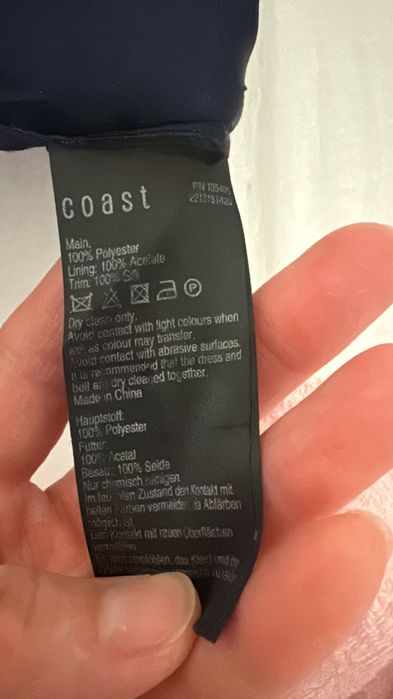 coast
Main,
100% Polyester
Lining: 100% Acetate
Trim: 100% Silk
P
Dry clean only.
Avoid contact with light colours when
wet as colour may transfer.
Avoid contact with abrasive surfaces.
It is recommended that the dress and
belt are dry cleaned together.
Made in China
Hauptstoff:
100% Polyester
Futter:
100% Acetat
Besatz: 100% Seide
Nur chemisch reinigen.
Im feuchten Zustand den Kontakt mit
hellen Farben vermeiden, da Abfärben
möglich ist.
Den Kontakt mit rauen Oberflächen
vermeiden.
das Kleid und